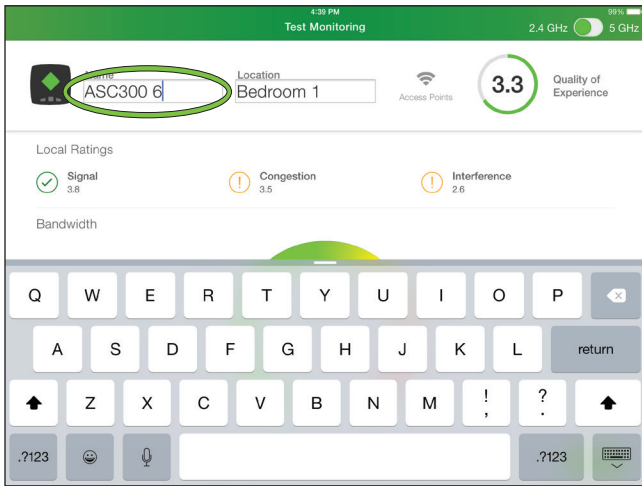 4:39 PM
99%
Test Monitoring
2.4 GHz
5 GHz
Name
ASC300 6
Location
Bedroom 1
Access Points
3.3
Quality of
Experience
Local Ratings
Signal
3.8
Congestion
3.5
Interference
2.6
Bandwidth
Q W E R T Y U I O P
A S D F G H J K L return
Z X C V B N M ! , ? .
.?123 .?123